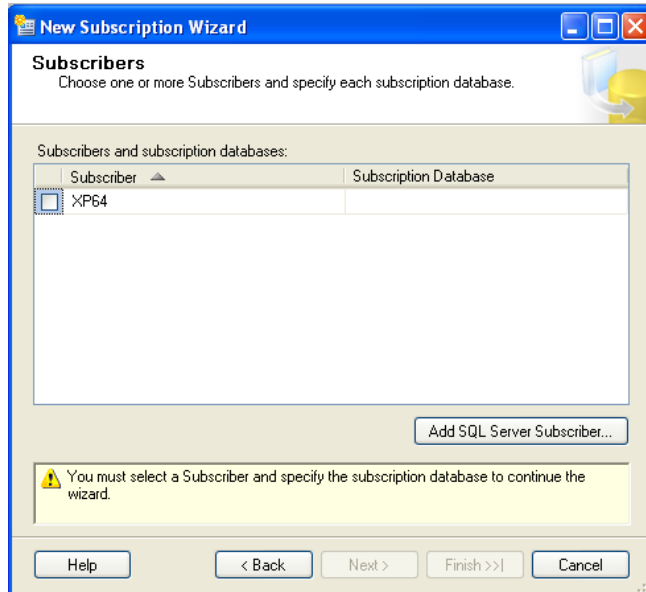 New Subscription Wizard
Subscribers
Choose one or more Subscribers and specify each subscription database.
Subscribers and subscription databases:
Subscriber Subscription Database
XP64
Add SQL Server Subscriber...
You must select a Subscriber and specify the subscription database to continue the
wizard.
Help < Back Next > Finish >>| Cancel